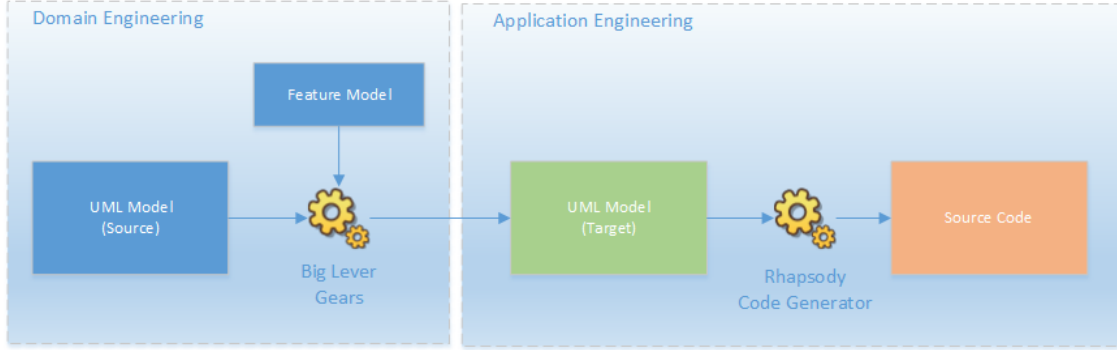 Domain Engineering
Application Engineering
Feature Model
UML Model
(Source)
Big Lever
Gears
UML Model
(Target)
Rhapsody
Code Generator
Source Code